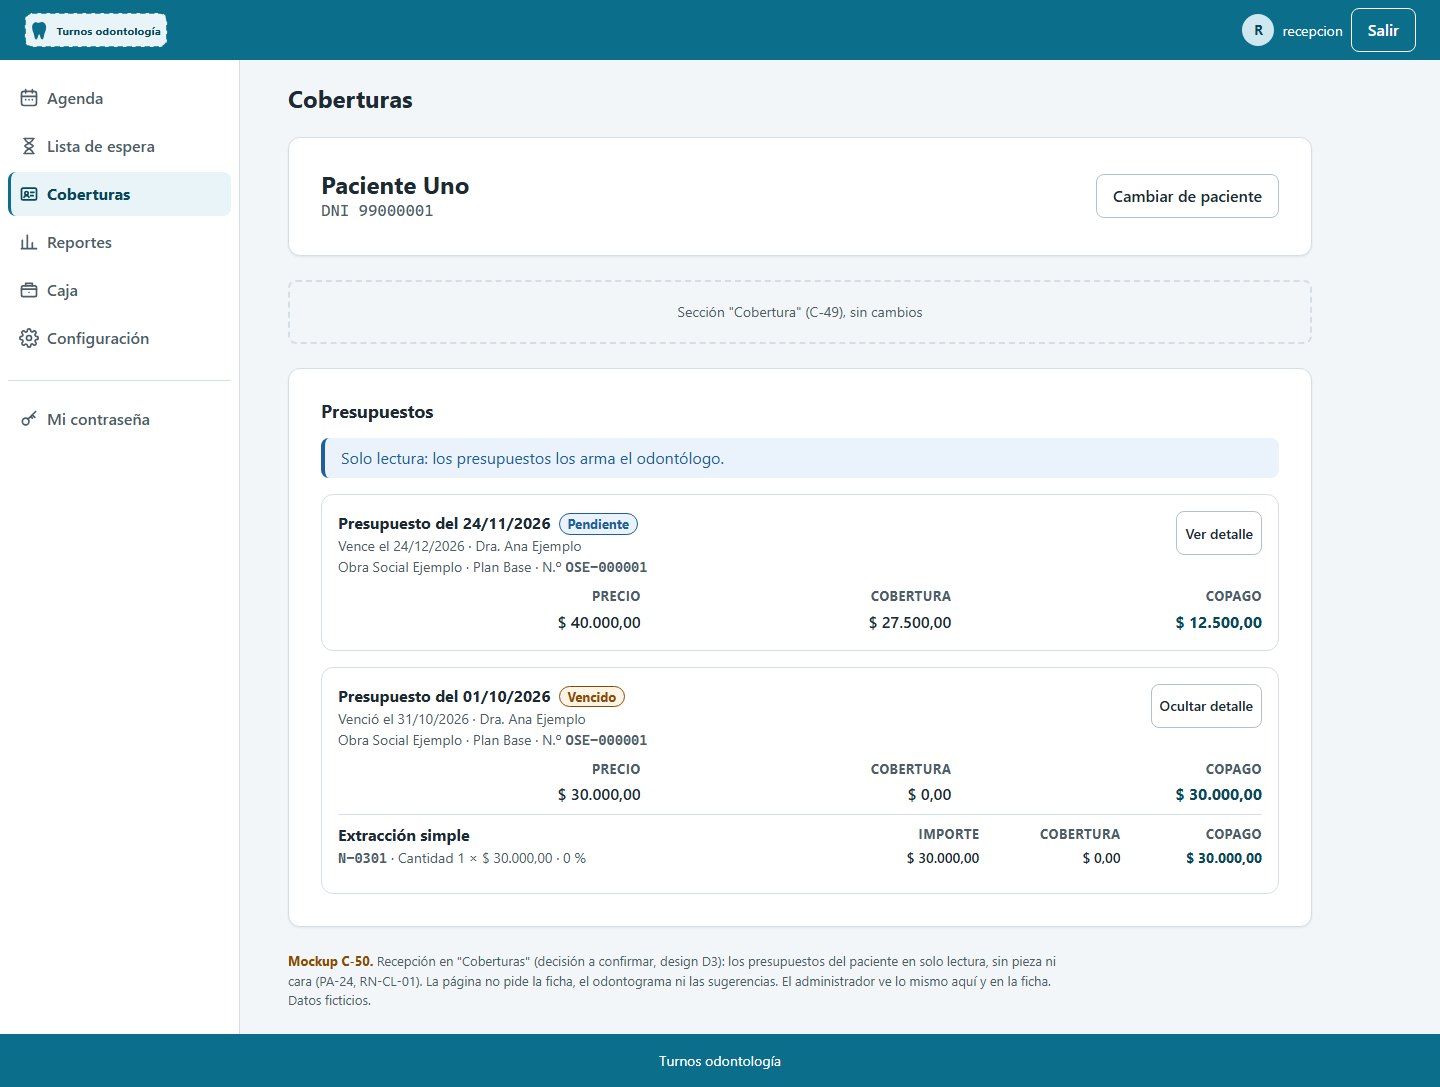 Turnos odontología
R
recepcion
Salir
Agenda
Lista de espera
Coberturas
Reportes
Caja
Configuración
Mi contraseña
Coberturas
Paciente Uno
DNI 99000001
Cambiar de paciente
Sección "Cobertura" (C-49), sin cambios
Presupuestos
Solo lectura: los presupuestos los arma el odontólogo.
Presupuesto del 24/11/2026 Pendiente
Ver detalle
Vence el 24/12/2026 · Dra. Ana Ejemplo
Obra Social Ejemplo · Plan Base · N.º OSE-000001
PRECIO COBERTURA COPAGO
$ 40.000,00 $ 27.500,00 $ 12.500,00
Presupuesto del 01/10/2026 Vencido
Ocultar detalle
Venció el 31/10/2026 · Dra. Ana Ejemplo
Obra Social Ejemplo · Plan Base · N.º OSE-000001
PRECIO COBERTURA COPAGO
$ 30.000,00 $ 0,00 $ 30.000,00
Extracción simple IMPORTE COBERTURA COPAGO
N-0301 · Cantidad 1 × $ 30.000,00 · 0 % $ 30.000,00 $ 0,00 $ 30.000,00
Mockup C-50. Recepción en "Coberturas" (decisión a confirmar, design D3): los presupuestos del paciente en solo lectura, sin pieza ni
cara (PA-24, RN-CL-01). La página no pide la ficha, el odontograma ni las sugerencias. El administrador ve lo mismo aquí y en la ficha.
Datos ficticios.
Turnos odontología